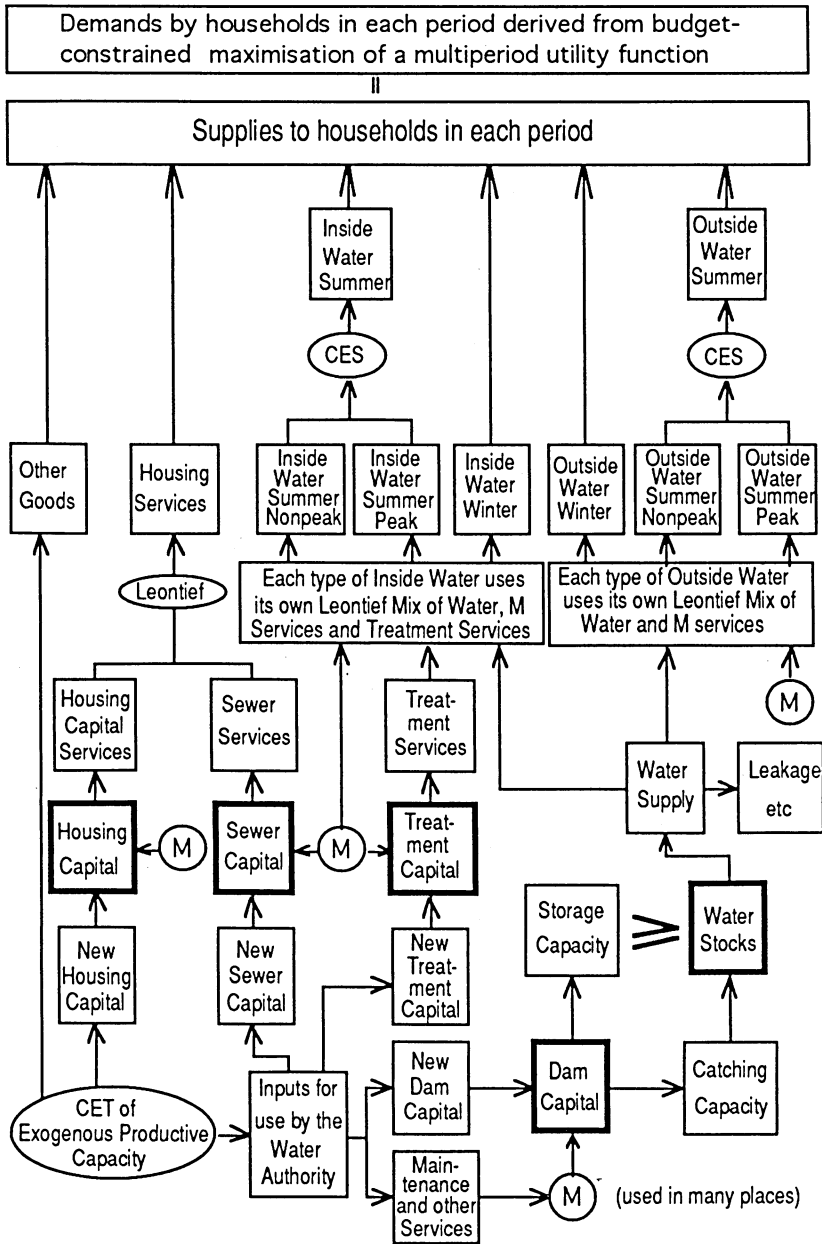 Demands by households in each period derived from budget-
constrained maximisation of a multiperiod utility function
=
Supplies to households in each period
Inside
Water
Summer
Outside
Water
Summer
CES
CES
Other
Goods
Housing
Services
Inside
Water
Summer
Nonpeak
Inside
Water
Summer
Peak
Inside
Water
Winter
Outside
Water
Winter
Outside
Water
Summer
Nonpeak
Outside
Water
Summer
Peak
Leontief
Each type of Inside Water uses
its own Leontief Mix of Water, M
Services and Treatment Services
Each type of Outside Water
uses its own Leontief Mix of
Water and M services
Housing
Capital
Services
Sewer
Services
Treat-
ment
Services
M
Water
Supply
Leakage
etc
Housing
Capital
M
Sewer
Capital
M
Treat-
ment
Capital
Storage
Capacity
≥
Water
Stocks
New
Housing
Capital
New
Sewer
Capital
New
Treat-
ment
Capital
CET of
Exogenous Productive
Capacity
Inputs for
use by the
Water
Authority
New
Dam
Capital
Dam
Capital
Catching
Capacity
Main-
tenance
and other
Services
M
(used in many places)